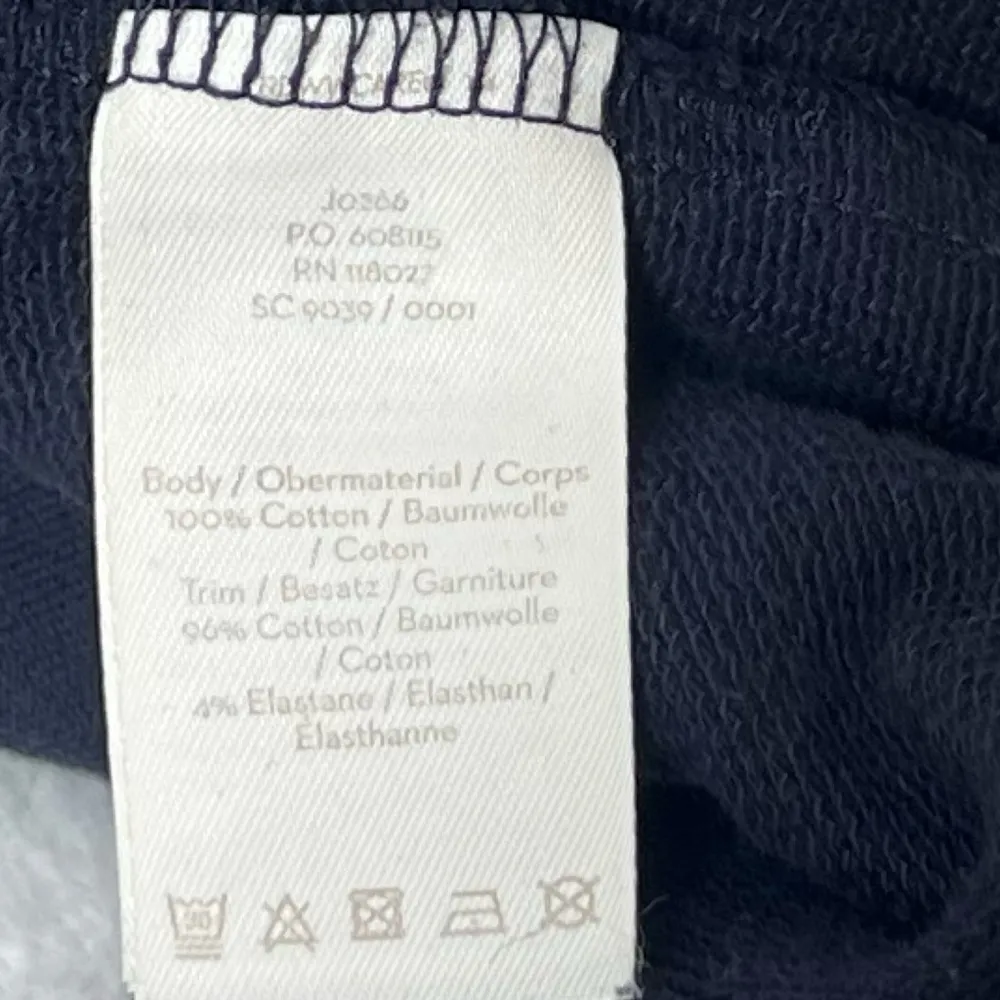 J0366
P.O. 608115
RN 118027
SC 9039 / 0001
Body / Obermaterial / Corps
100% Cotton / Baumwolle
/ Coton
Trim / Besatz / Garniture
96% Cotton / Baumwolle
/ Coton
4% Elastane / Elasthan /
Elasthanne
30